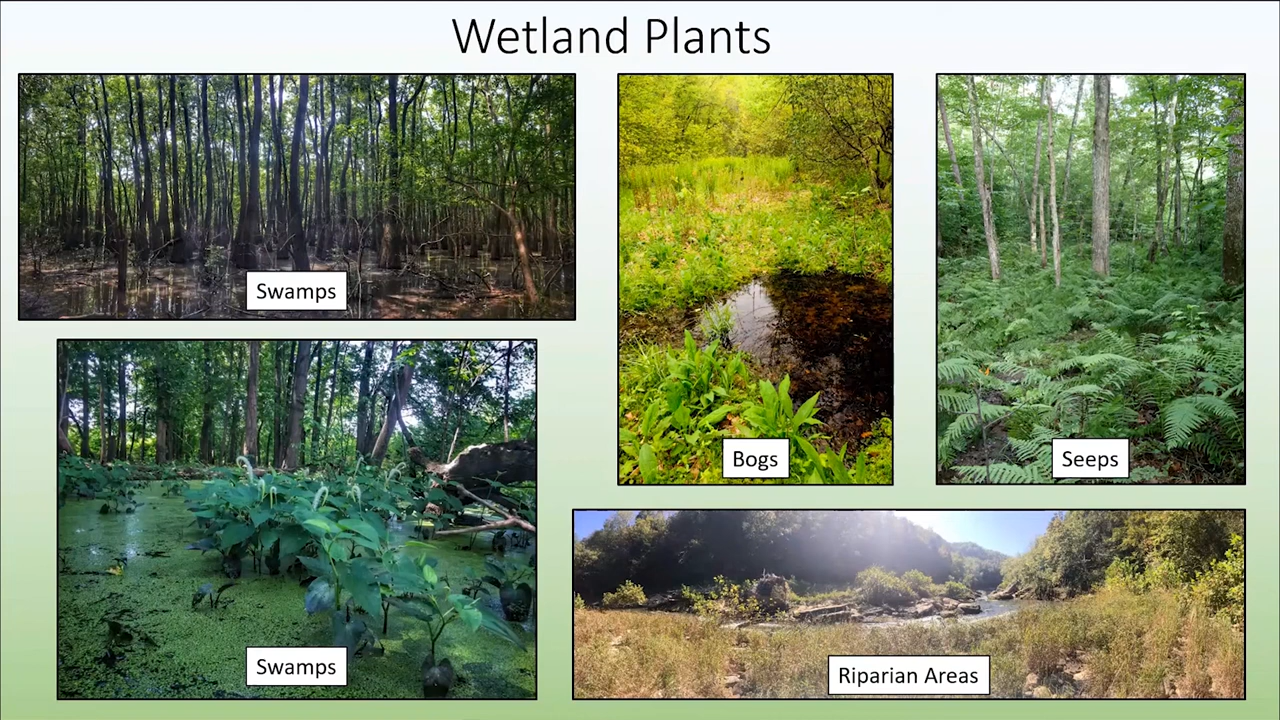 Wetland Plants
Swamps
Bogs
Seeps
Swamps
Riparian Areas